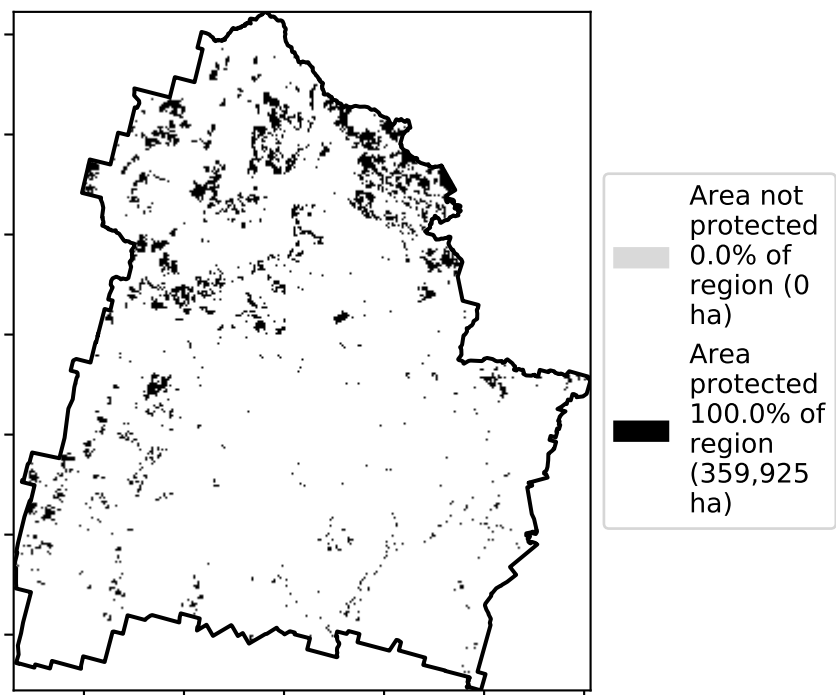 Area not
protected
0.0% of
region (0
ha)
Area
protected
100.0% of
region
(359,925
ha)